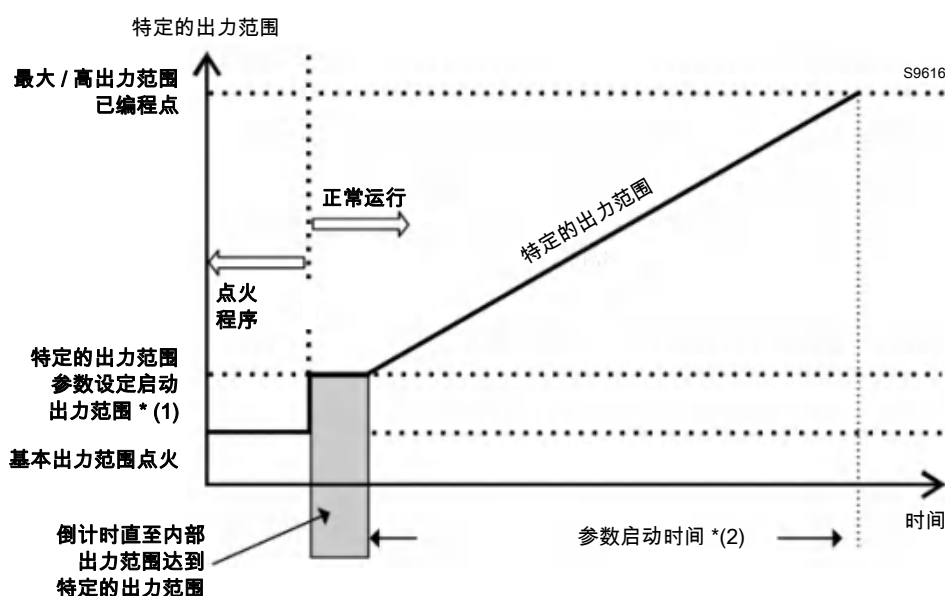 特定的出力范围
最大 / 高出力范围
已编程点
S9616
正常运行
特定的出力范围
点火
程序
特定的出力范围
参数设定启动
出力范围 * (1)
基本出力范围点火
时间
倒计时直至内部
出力范围达到
特定的出力范围
参数启动时间 *(2)